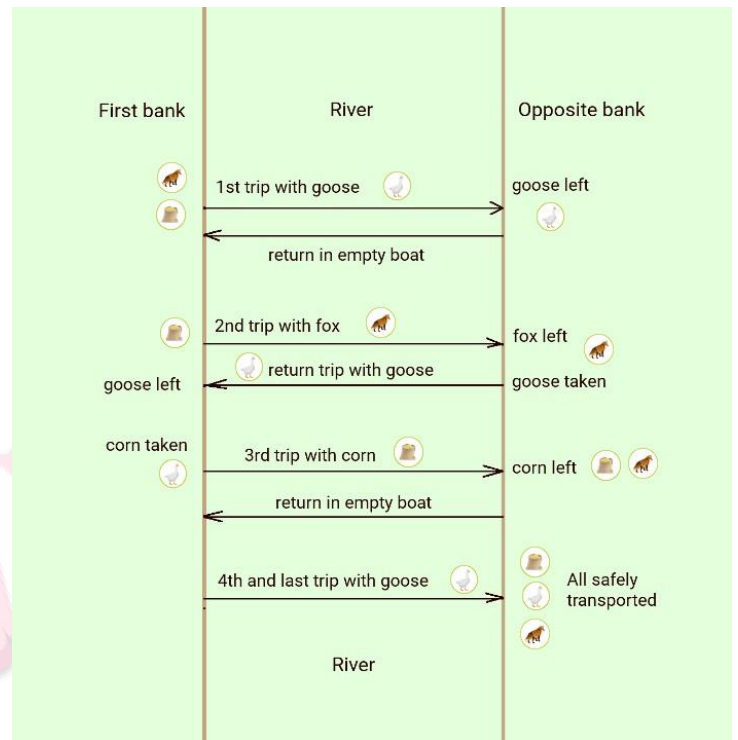 First bank
River
Opposite bank
1st trip with goose
goose left
return in empty boat
2nd trip with fox
fox left
return trip with goose
goose left
goose taken
corn taken
3rd trip with corn
corn left
return in empty boat
4th and last trip with goose
All safely
transported
River